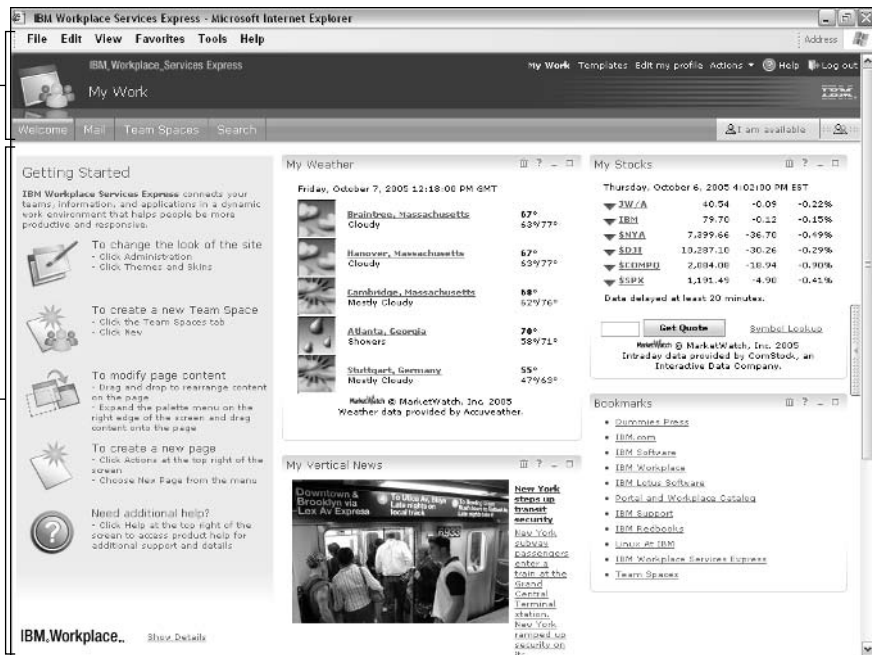 IBM Workplace Services Express - Microsoft Internet Explorer
File Edit View Favorites Tools Help
Address
IBM Workplace Services Express
My Work Templates Edit my profile Actions Help Log out
My Work
IBM
Welcome Mail Team Spaces Search
I am available
Getting Started
IBM Workplace Services Express connects your
teams, information, and applications in a dynamic
work environment that helps people be more
productive and responsive.
To change the look of the site
- Click Administration
- Click Themes and Skins
To create a new Team Space
- Click the Team Spaces tab
- Click New
To modify page content
- Drag and drop to rearrange content
on the page
- Expand the palette menu on the
right edge of the screen and drag
content onto the page
To create a new page
- Click Actions at the top right of the
screen
- Choose New Page from the menu
Need additional help?
- Click Help at the top right of the
screen to access product help for
additional support and details
IBM Workplace
Show Details
My Weather
Friday, October 7, 2005 12:18:00 PM GMT
Braintree, Massachusetts 67°
Cloudy 63°/77°
Hanover, Massachusetts 67°
Cloudy 63°/77°
Cambridge, Massachusetts 68°
Mostly Cloudy 62°/76°
Atlanta, Georgia 70°
Showers 58°/71°
Stuttgart, Germany 55°
Mostly Cloudy 47°/63°
MarketWatch © MarketWatch, Inc. 2005
Weather data provided by Accuweather.
My Vertical News
Downtown &
Brooklyn via
Lex Av Express
To Utica Av,
Late nights on
local track
New York
steps up
transit
security
New York
subway
passengers
enter a
train at the
Grand
Central
Terminal
station.
New York
ramped up
security on
My Stocks
Thursday, October 6, 2005 4:02:00 PM EST
JW/A 40.54 -0.09 -0.22%
IBM 79.70 -0.12 -0.15%
$NYA 7,399.66 -36.70 -0.49%
$DJI 10,287.10 -30.26 -0.29%
$COMPQ 2,084.08 -18.94 -0.90%
$SPX 1,191.49 -4.90 -0.41%
Data delayed at least 20 minutes.
Get Quote Symbol Lookup
MarketWatch © MarketWatch, Inc. 2005
Intraday data provided by ComStock, an
Interactive Data Company.
Bookmarks
Dummies Press
IBM.com
IBM Software
IBM Workplace
IBM Lotus Software
Portal and Workplace Catalog
IBM Support
IBM Redbooks
Linux At IBM
IBM Workplace Services Express
Team Spaces